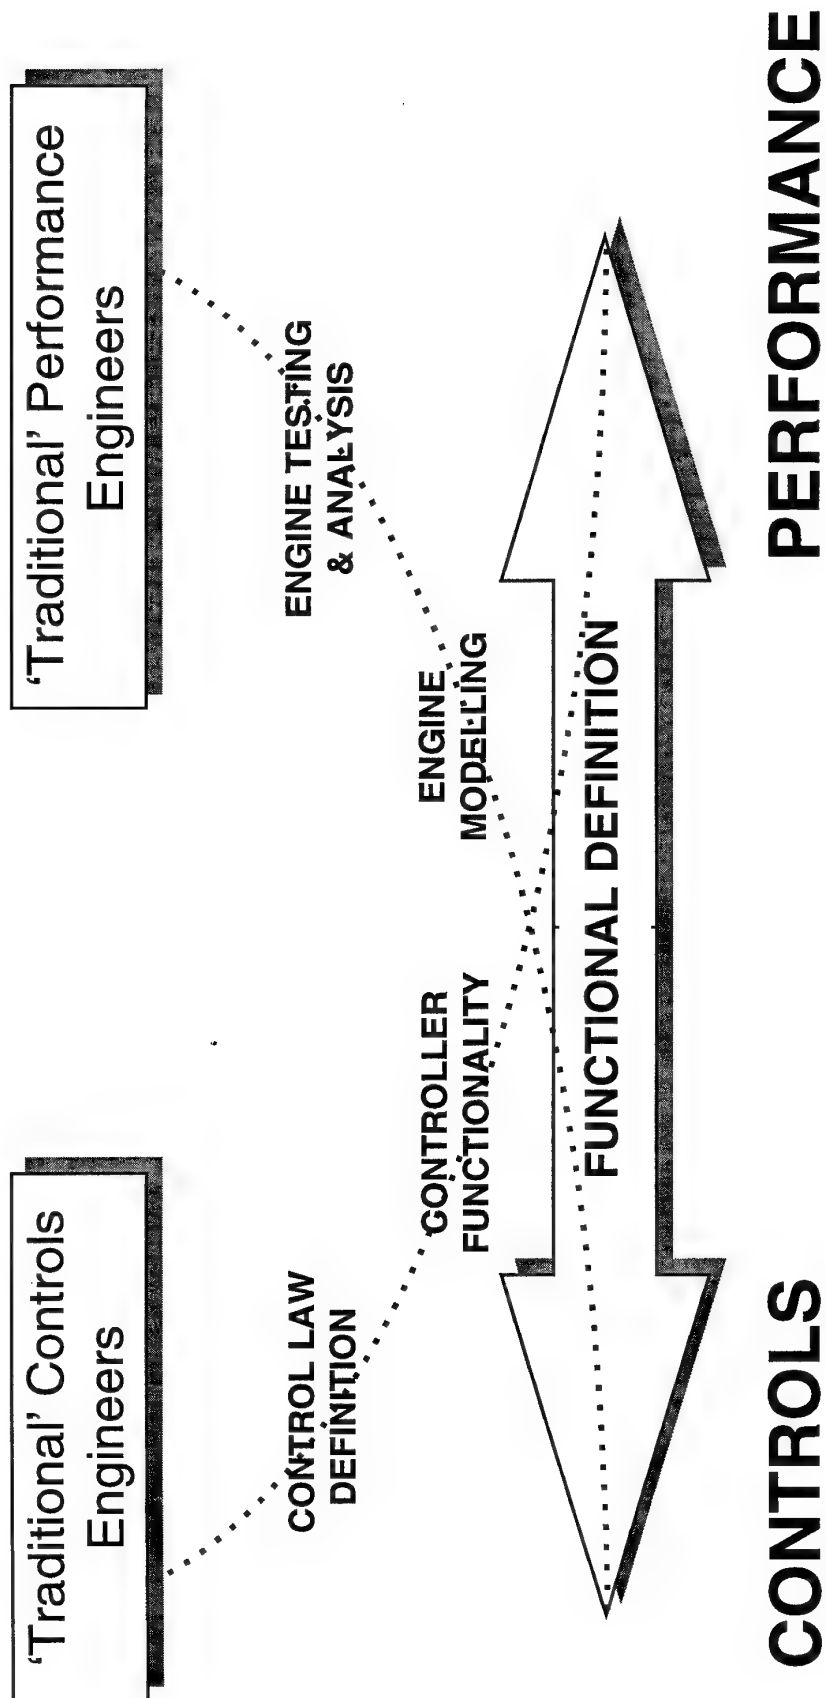 'Traditional' Controls
Engineers
'Traditional' Performance
Engineers
CONTROL LAW
DEFINITION
ENGINE TESTING
& ANALYSIS
CONTROLLER
FUNCTIONALITY
ENGINE
MODELLING
FUNCTIONAL DEFINITION
CONTROLS
PERFORMANCE